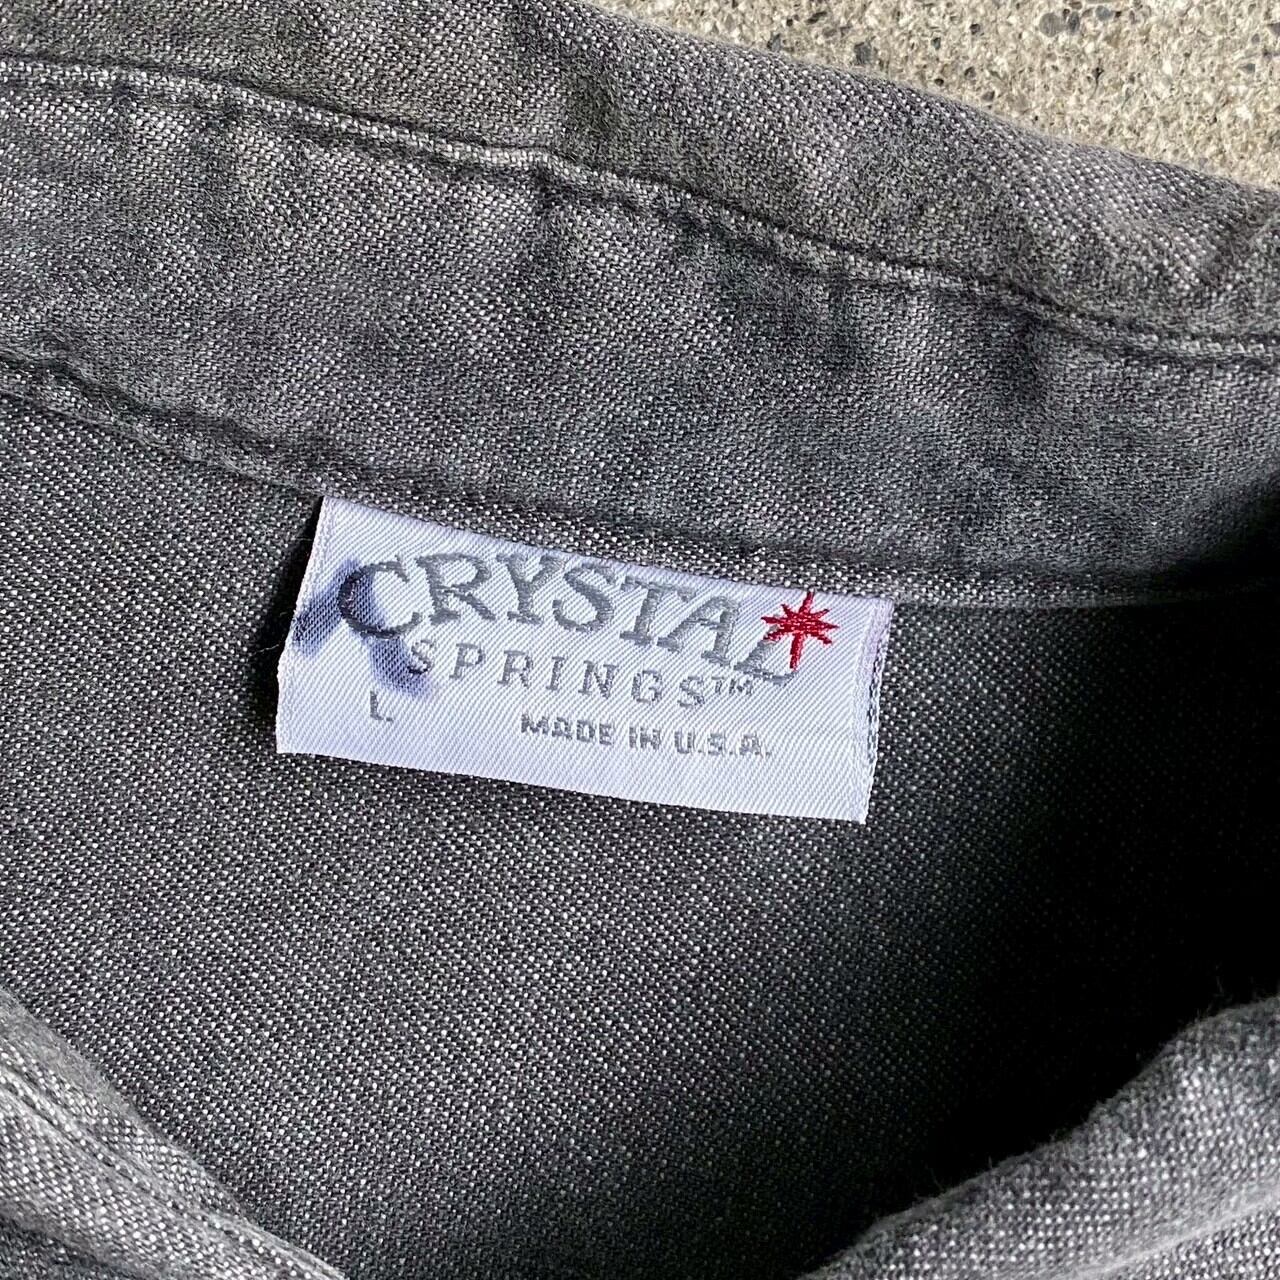 CRYSTAL
SPRINGS™
L.
MADE IN U.S.A.